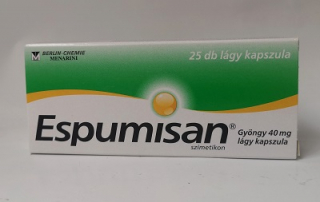 BERLIN-CHEMIE
MENARINI
25 db lágy kapszula
Espumisan®
szimetikon
Gyöngy 40 mg
lágy kapszula